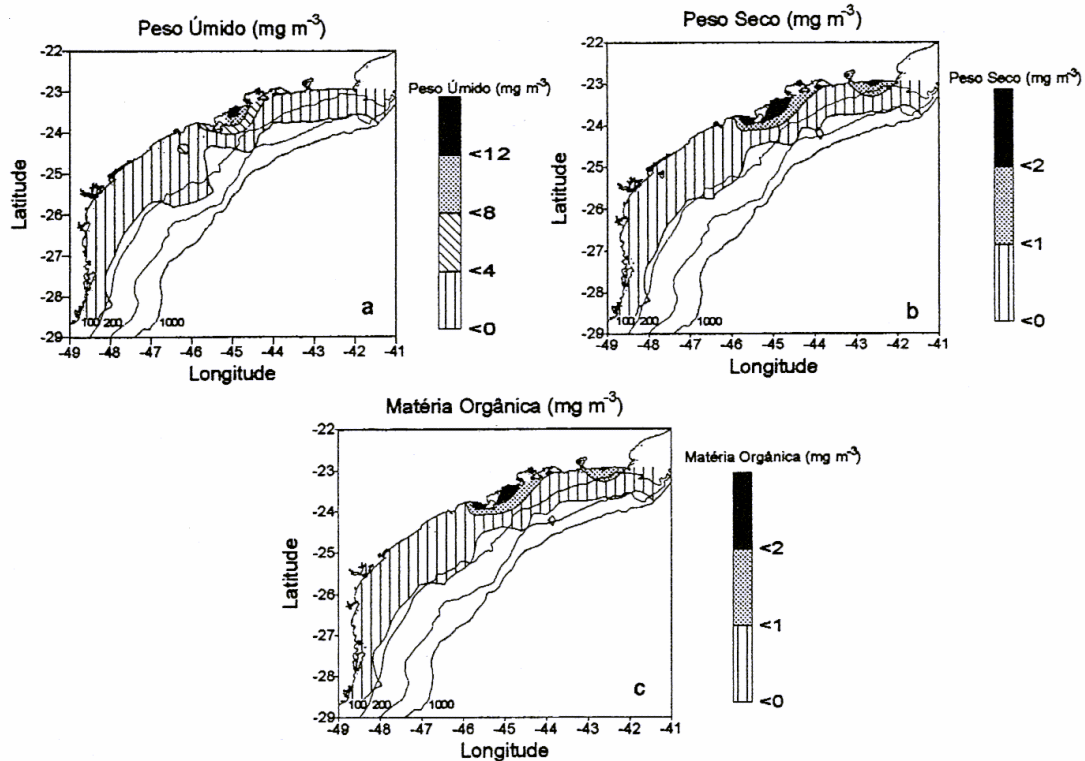 Peso Úmido (mg m-3)
-22
-23
-24
-25
-26
-27
-28
-29
Latitude
100 200 1000
a
-49 -48 -47 -46 -45 -44 -43 -42 -41
Longitude
Peso Úmido (mg m-3)
<12
<8
<4
<0
Peso Seco (mg m-3)
-22
-23
-24
-25
-26
-27
-28
-29
Latitude
100 200 1000
b
-49 -48 -47 -46 -45 -44 -43 -42 -41
Longitude
Peso Seco (mg m-3)
<2
<1
<0
Matéria Orgânica (mg m-3)
-22
-23
-24
-25
-26
-27
-28
-29
Latitude
100 200 1000
c
-49 -48 -47 -46 -45 -44 -43 -42 -41
Longitude
Matéria Orgânica (mg m-3)
<2
<1
<0